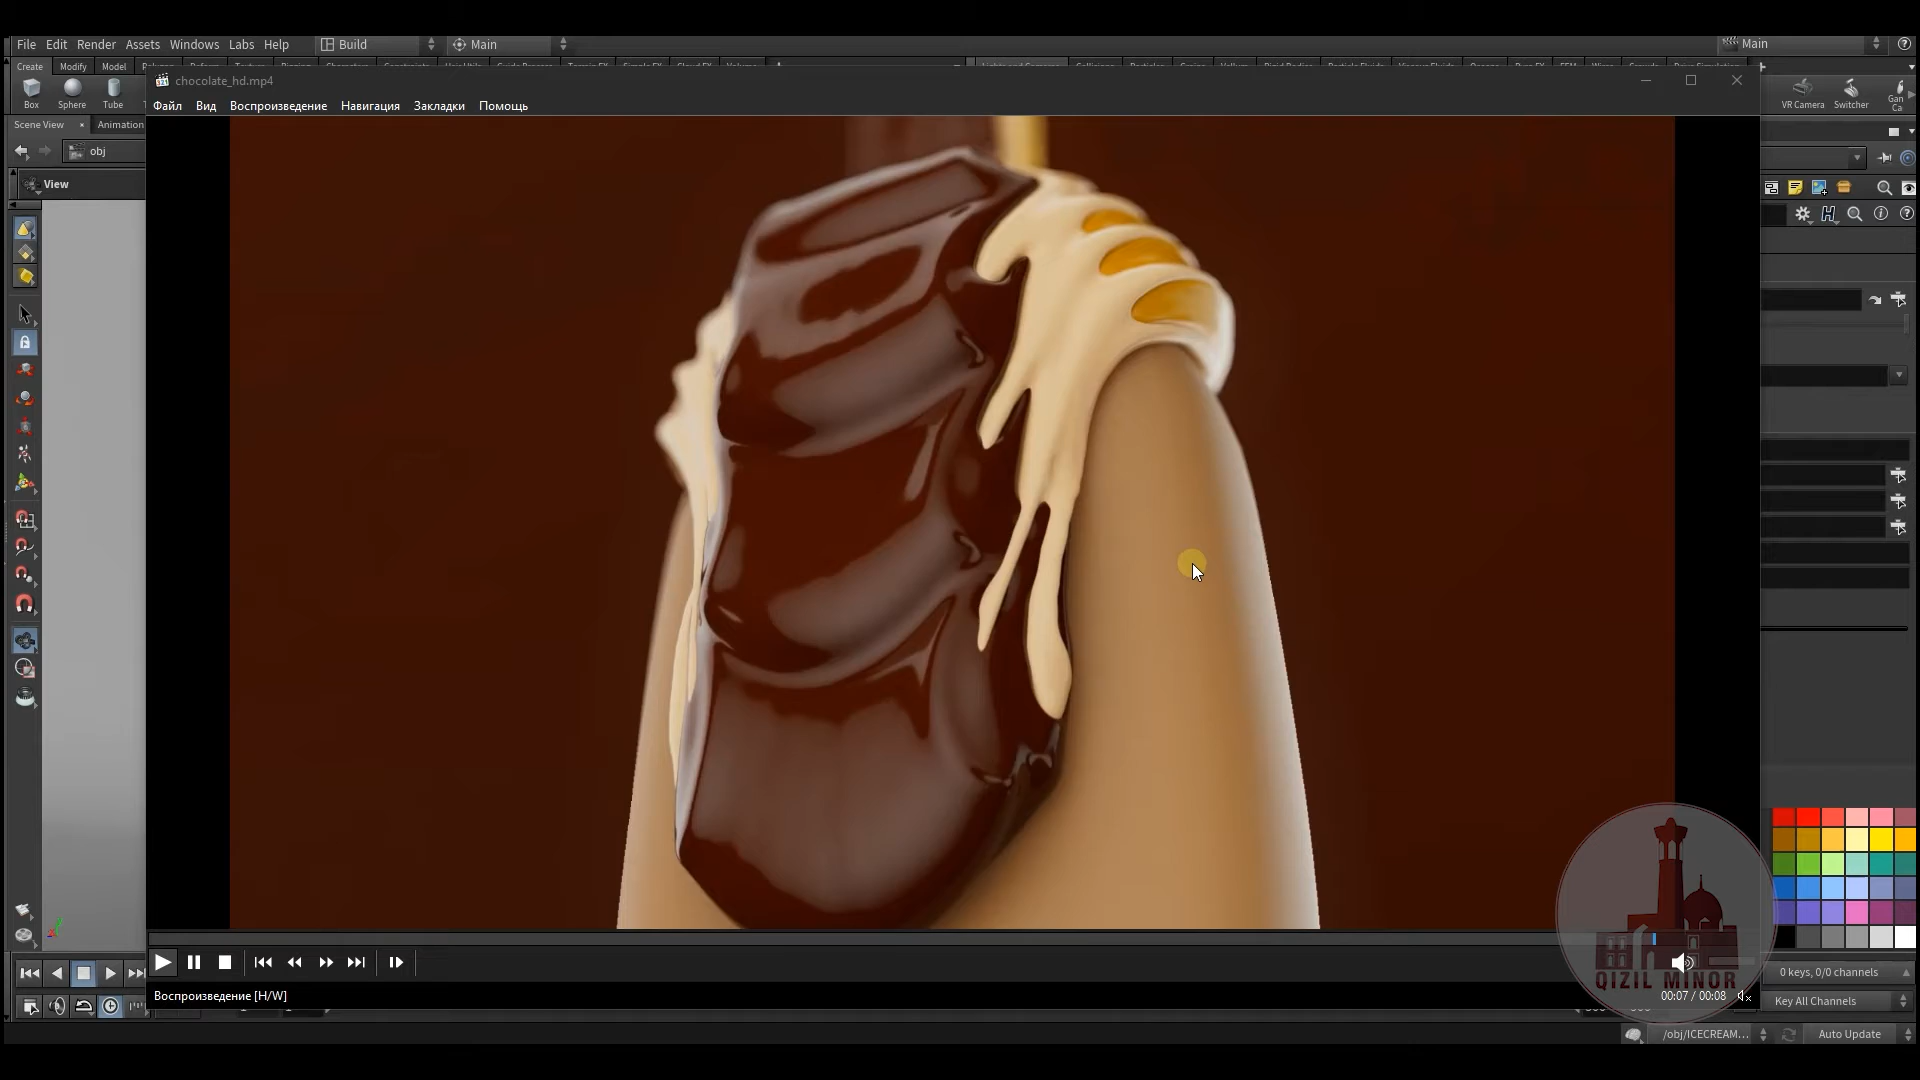 File Edit Render Assets Windows Labs Help Build Main Main
Create Modify Model
chocolate_hd.mp4
Box Sphere Tube VR Camera Switcher
Файл Вид Воспроизведение Навигация Закладки Помощь
Scene View Animation
obj
View
QIZIL MINOR
0 keys, 0/0 channels
Воспроизведение [H/W] 00:07 / 00:08
Key All Channels
/obj/ICECREAM... Auto Update